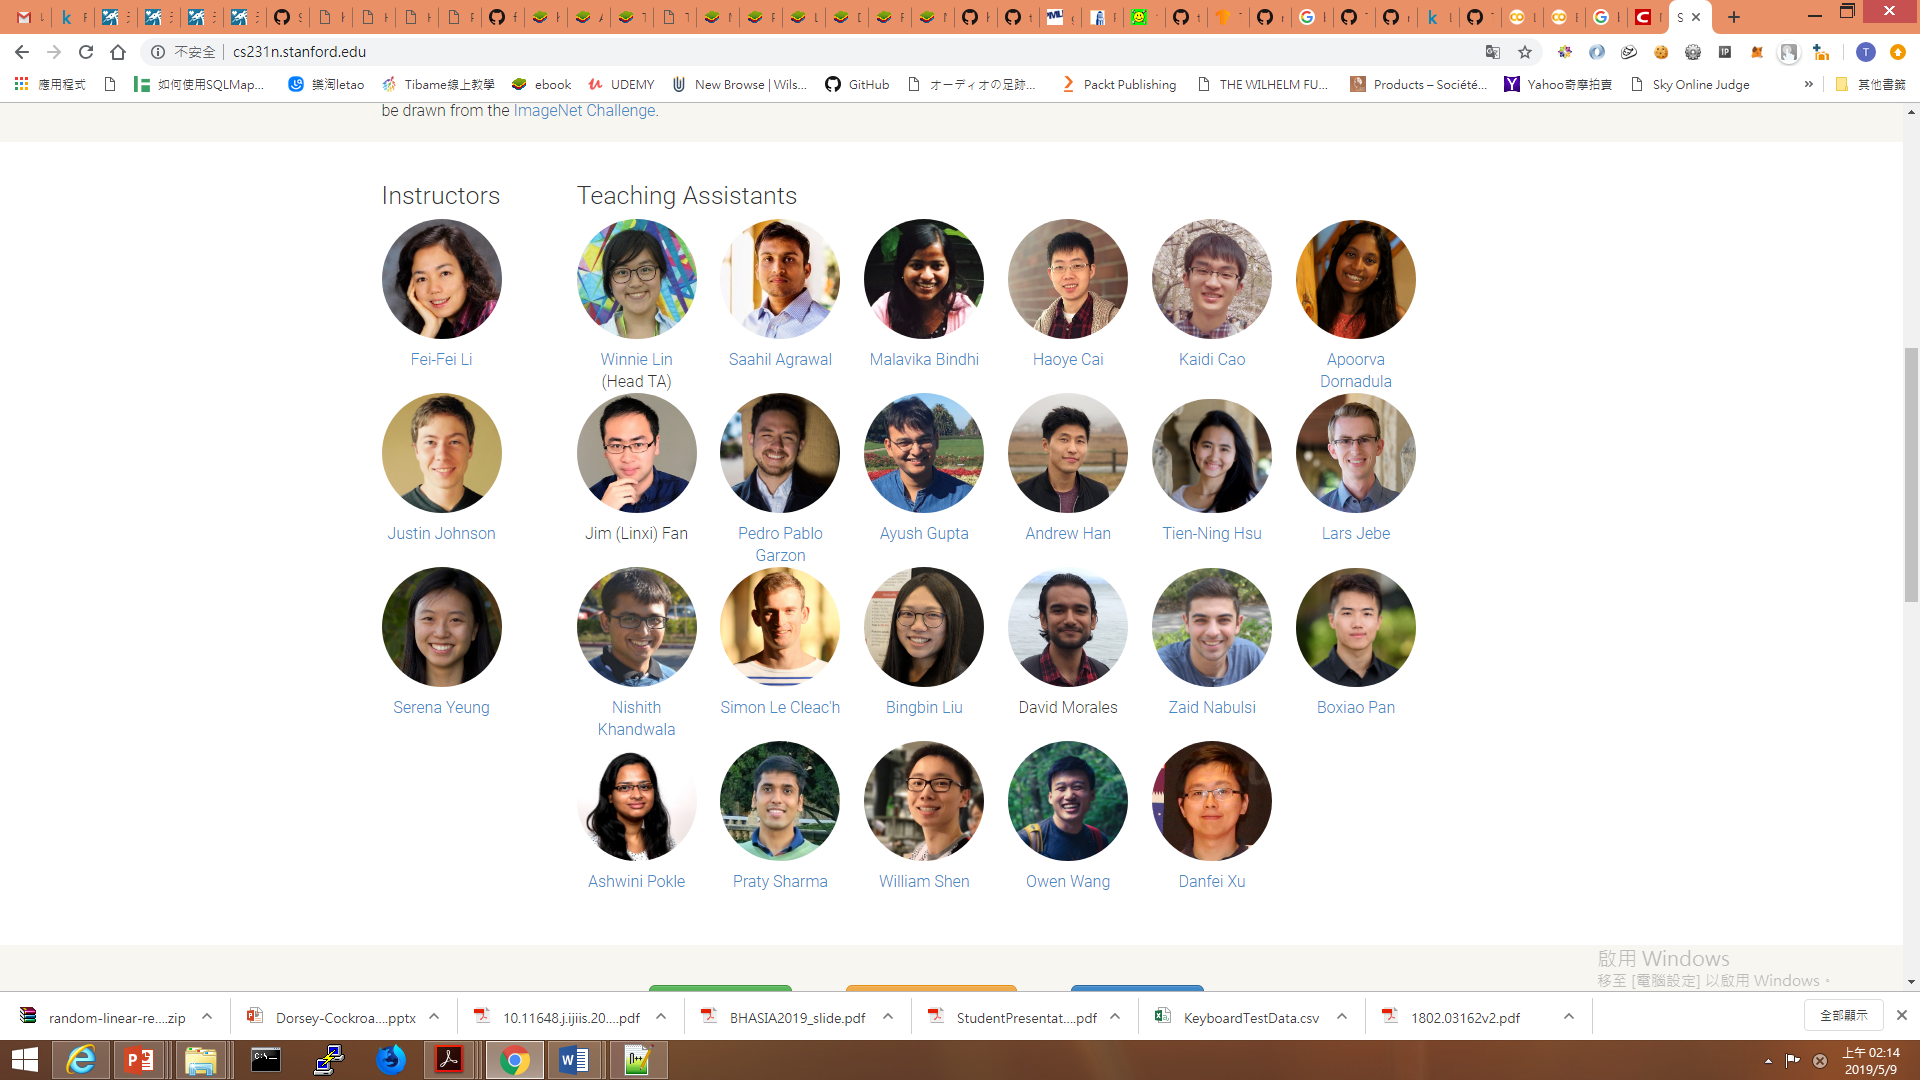 不安全 cs231n.stanford.edu
應用程式 如何使用SQLMap... 樂淘letao Tibame線上教學 ebook UDEMY New Browse | Wils... GitHub オーディオの足跡... Packt Publishing THE WILHELM FU... Products – Société... Yahoo奇摩拍賣 Sky Online Judge » 其他書籤
be drawn from the ImageNet Challenge.
Instructors Teaching Assistants
Fei-Fei Li Winnie Lin Saahil Agrawal Malavika Bindhi Haoye Cai Kaidi Cao Apoorva
(Head TA) Dornadula
Justin Johnson Jim (Linxi) Fan Pedro Pablo Ayush Gupta Andrew Han Tien-Ning Hsu Lars Jebe
Garzon
Serena Yeung Nishith Simon Le Cleac'h Bingbin Liu David Morales Zaid Nabulsi Boxiao Pan
Khandwala
Ashwini Pokle Praty Sharma William Shen Owen Wang Danfei Xu
啟用 Windows
移至 [電腦設定] 以啟用 Windows。
random-linear-re....zip Dorsey-Cockroa....pptx 10.11648.j.ijiis.20....pdf BHASIA2019_slide.pdf StudentPresentat....pdf KeyboardTestData.csv 1802.03162v2.pdf 全部顯示
上午 02:14
2019/5/9